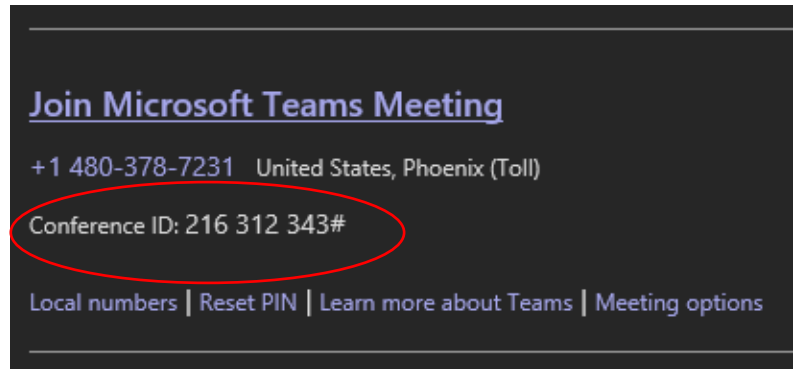 Join Microsoft Teams Meeting
+1 480-378-7231 United States, Phoenix (Toll)
Conference ID: 216 312 343#
Local numbers | Reset PIN | Learn more about Teams | Meeting options